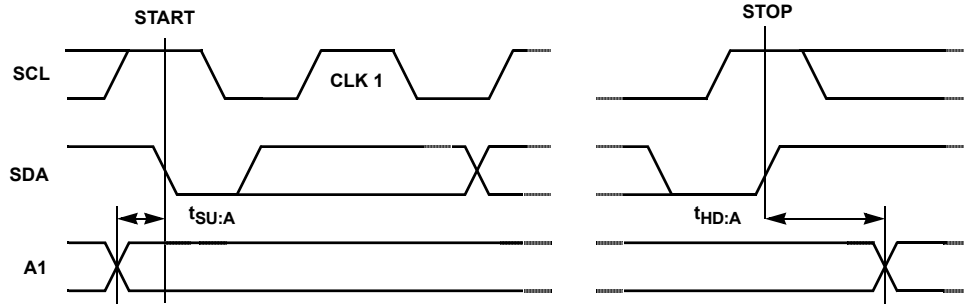 START
STOP
SCL
CLK 1
SDA
tSU:A
tHD:A
A1